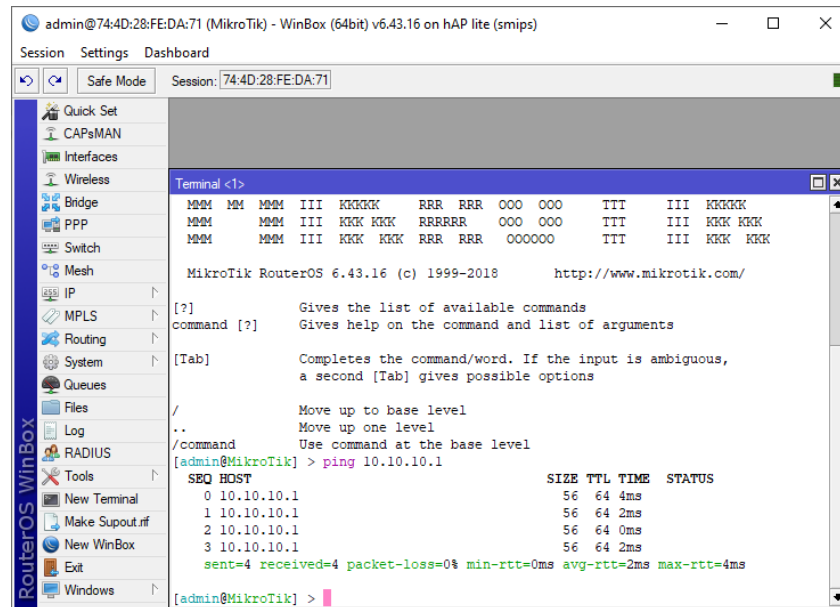 admin@74:4D:28:FE:DA:71 (MikroTik) - WinBox (64bit) v6.43.16 on hAP lite (smips)
Session Settings Dashboard
Safe Mode Session: 74:4D:28:FE:DA:71
Quick Set
CAPsMAN
Interfaces
Wireless
Bridge
PPP
Switch
Mesh
IP
MPLS
Routing
System
Queues
Files
Log
RADIUS
Tools
New Terminal
Make Supout.rif
New WinBox
Exit
Windows
RouterOS WinBox
Terminal <1>
MMM MM MMM III KKKKK RRR RRR OOO OOO TTT III KKKKK
MMM MMM III KKK KKK RRRRRR OOO OOO TTT III KKK KKK
MMM MMM III KKK KKK RRR RRR OOOOOO TTT III KKK KKK
MikroTik RouterOS 6.43.16 (c) 1999-2018 http://www.mikrotik.com/
[?] Gives the list of available commands
command [?] Gives help on the command and list of arguments
[Tab] Completes the command/word. If the input is ambiguous,
a second [Tab] gives possible options
/ Move up to base level
.. Move up one level
/command Use command at the base level
[admin@MikroTik] > ping 10.10.10.1
SEQ HOST SIZE TTL TIME STATUS
0 10.10.10.1 56 64 4ms
1 10.10.10.1 56 64 2ms
2 10.10.10.1 56 64 0ms
3 10.10.10.1 56 64 2ms
sent=4 received=4 packet-loss=0% min-rtt=0ms avg-rtt=2ms max-rtt=4ms
[admin@MikroTik] >